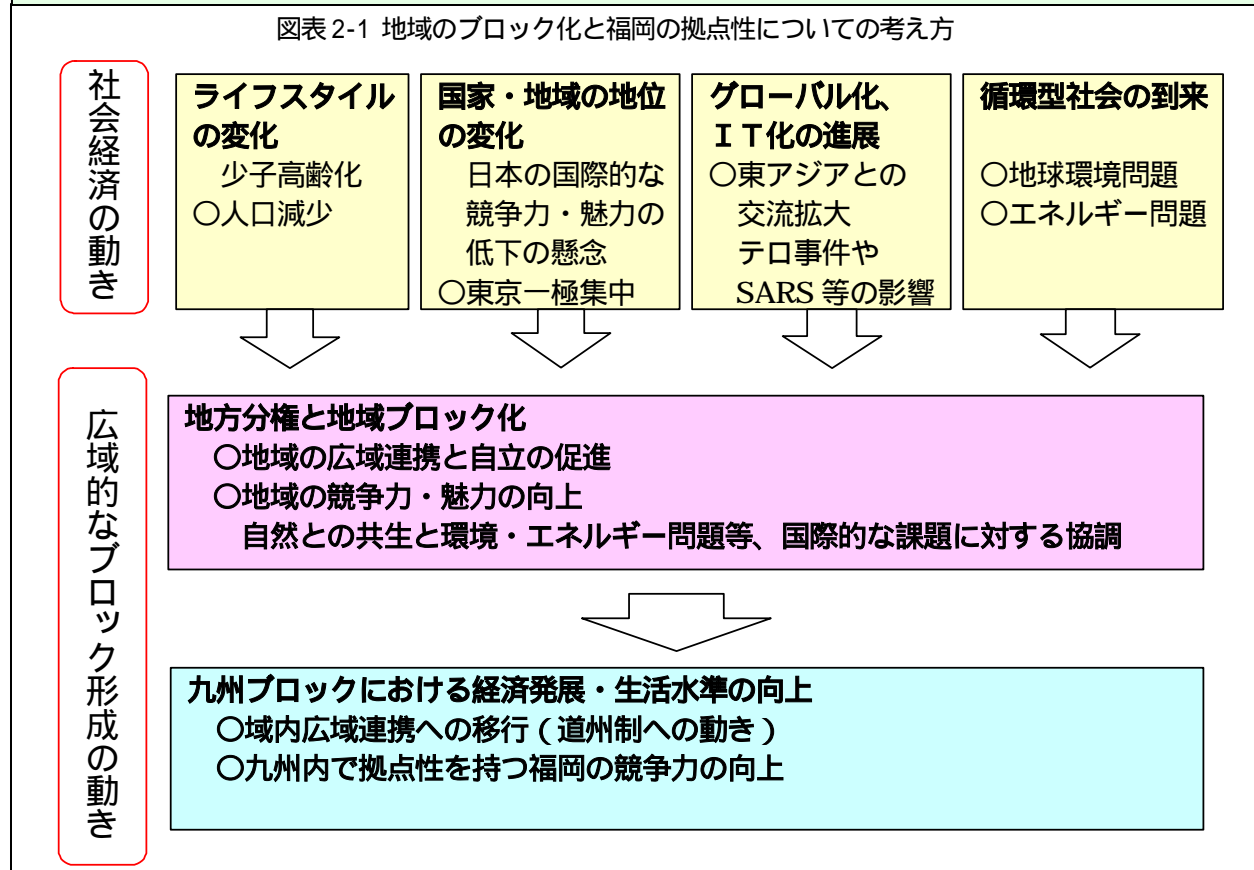 図表2-1 地域のブロック化と福岡の拠点性についての考え方
社会経済の動き
ライフスタイル
の変化
少子高齢化
○人口減少
国家・地域の地位
の変化
日本の国際的な
競争力・魅力の
低下の懸念
○東京一極集中
グローバル化、
ＩＴ化の進展
○東アジアとの
交流拡大
テロ事件や
SARS 等の影響
循環型社会の到来
○地球環境問題
○エネルギー問題
広域的なブロック形成の動き
地方分権と地域ブロック化
○地域の広域連携と自立の促進
○地域の競争力・魅力の向上
自然との共生と環境・エネルギー問題等、国際的な課題に対する協調
九州ブロックにおける経済発展・生活水準の向上
○域内広域連携への移行（道州制への動き）
○九州内で拠点性を持つ福岡の競争力の向上